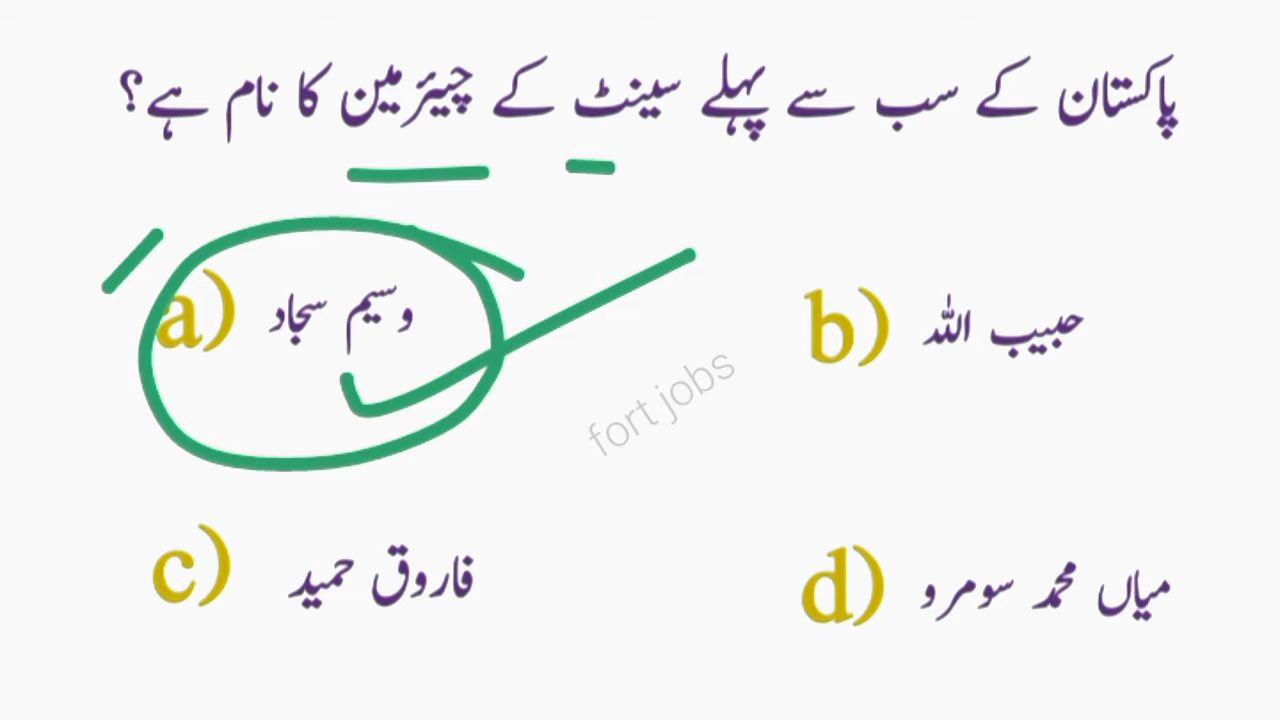 پاکستان کے سب سے پہلے سینٹ کے چیئرمین کا نام ہے؟
a) وسیم سجاد
b) حبیب اللہ
fort jobs
c) فاروق حمید
d) میاں محمد سومرو